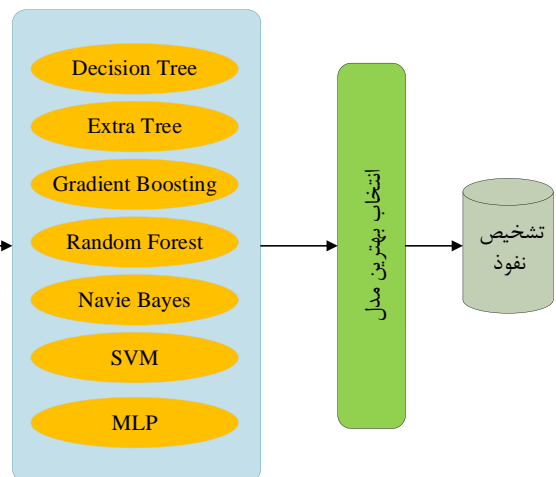 Decision Tree
Extra Tree
Gradient Boosting
Random Forest
Navie Bayes
SVM
MLP
انتخاب بهترین مدل
تشخیص
نفوذ